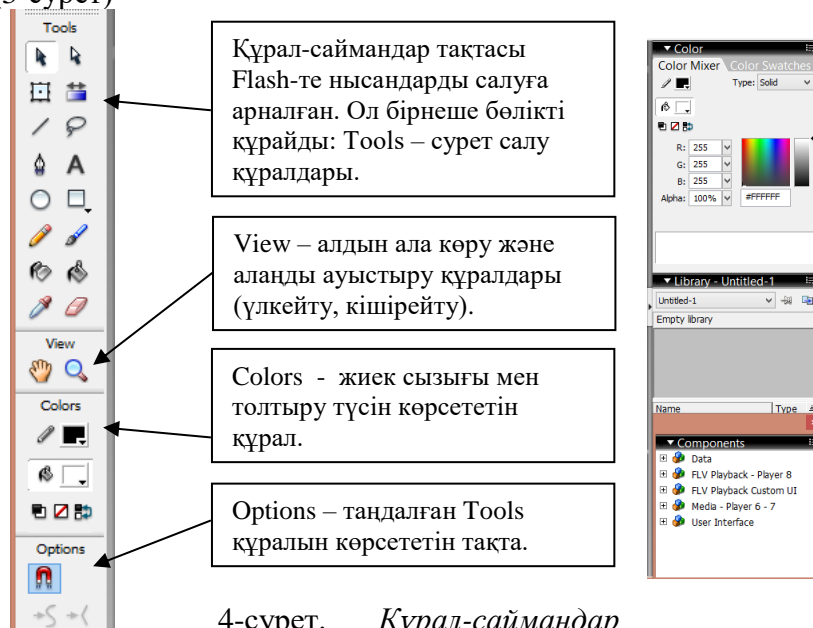 (3-сурет)
Tools
A
View
Colors
Options
Құрал-саймандар тақтасы
Flash-те нысандарды салуға
арналған. Ол бірнеше бөлікті
құрайды: Tools – сурет салу
құралдары.
View – алдын ала көру және
алаңды ауыстыру құралдары
(үлкейту, кішірейту).
Colors - жиек сызығы мен
толтыру түсін көрсететін
құрал.
Options – таңдалған Tools
құралын көрсететін тақта.
4-сурет. Құрал-саймандар
Color
Color Mixer Color Swatches
Type: Solid
R: 255
G: 255
B: 255
Alpha: 100% #FFFFFF
Library - Untitled-1
Untitled-1
Empty library
Name Type
Components
Data
FLV Playback - Player 8
FLV Playback Custom UI
Media - Player 6 - 7
User Interface